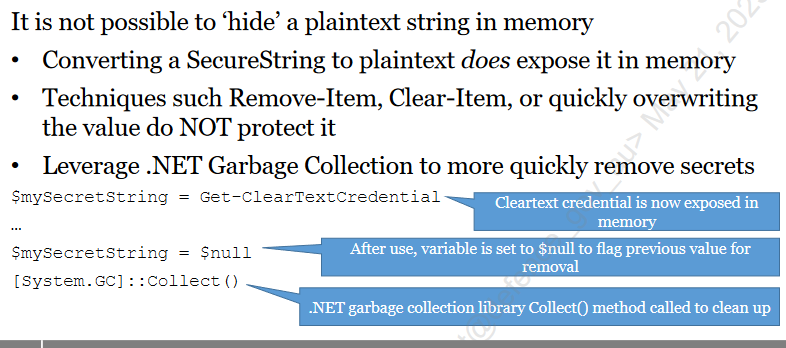 It is not possible to ‘hide’ a plaintext string in memory
• Converting a SecureString to plaintext does expose it in memory
• Techniques such Remove-Item, Clear-Item, or quickly overwriting
the value do NOT protect it
• Leverage .NET Garbage Collection to more quickly remove secrets
$mySecretString = Get-ClearTextCredential
Cleartext credential is now exposed in
memory
…
$mySecretString = $null
After use, variable is set to $null to flag previous value for
removal
[System.GC]::Collect()
.NET garbage collection library Collect() method called to clean up